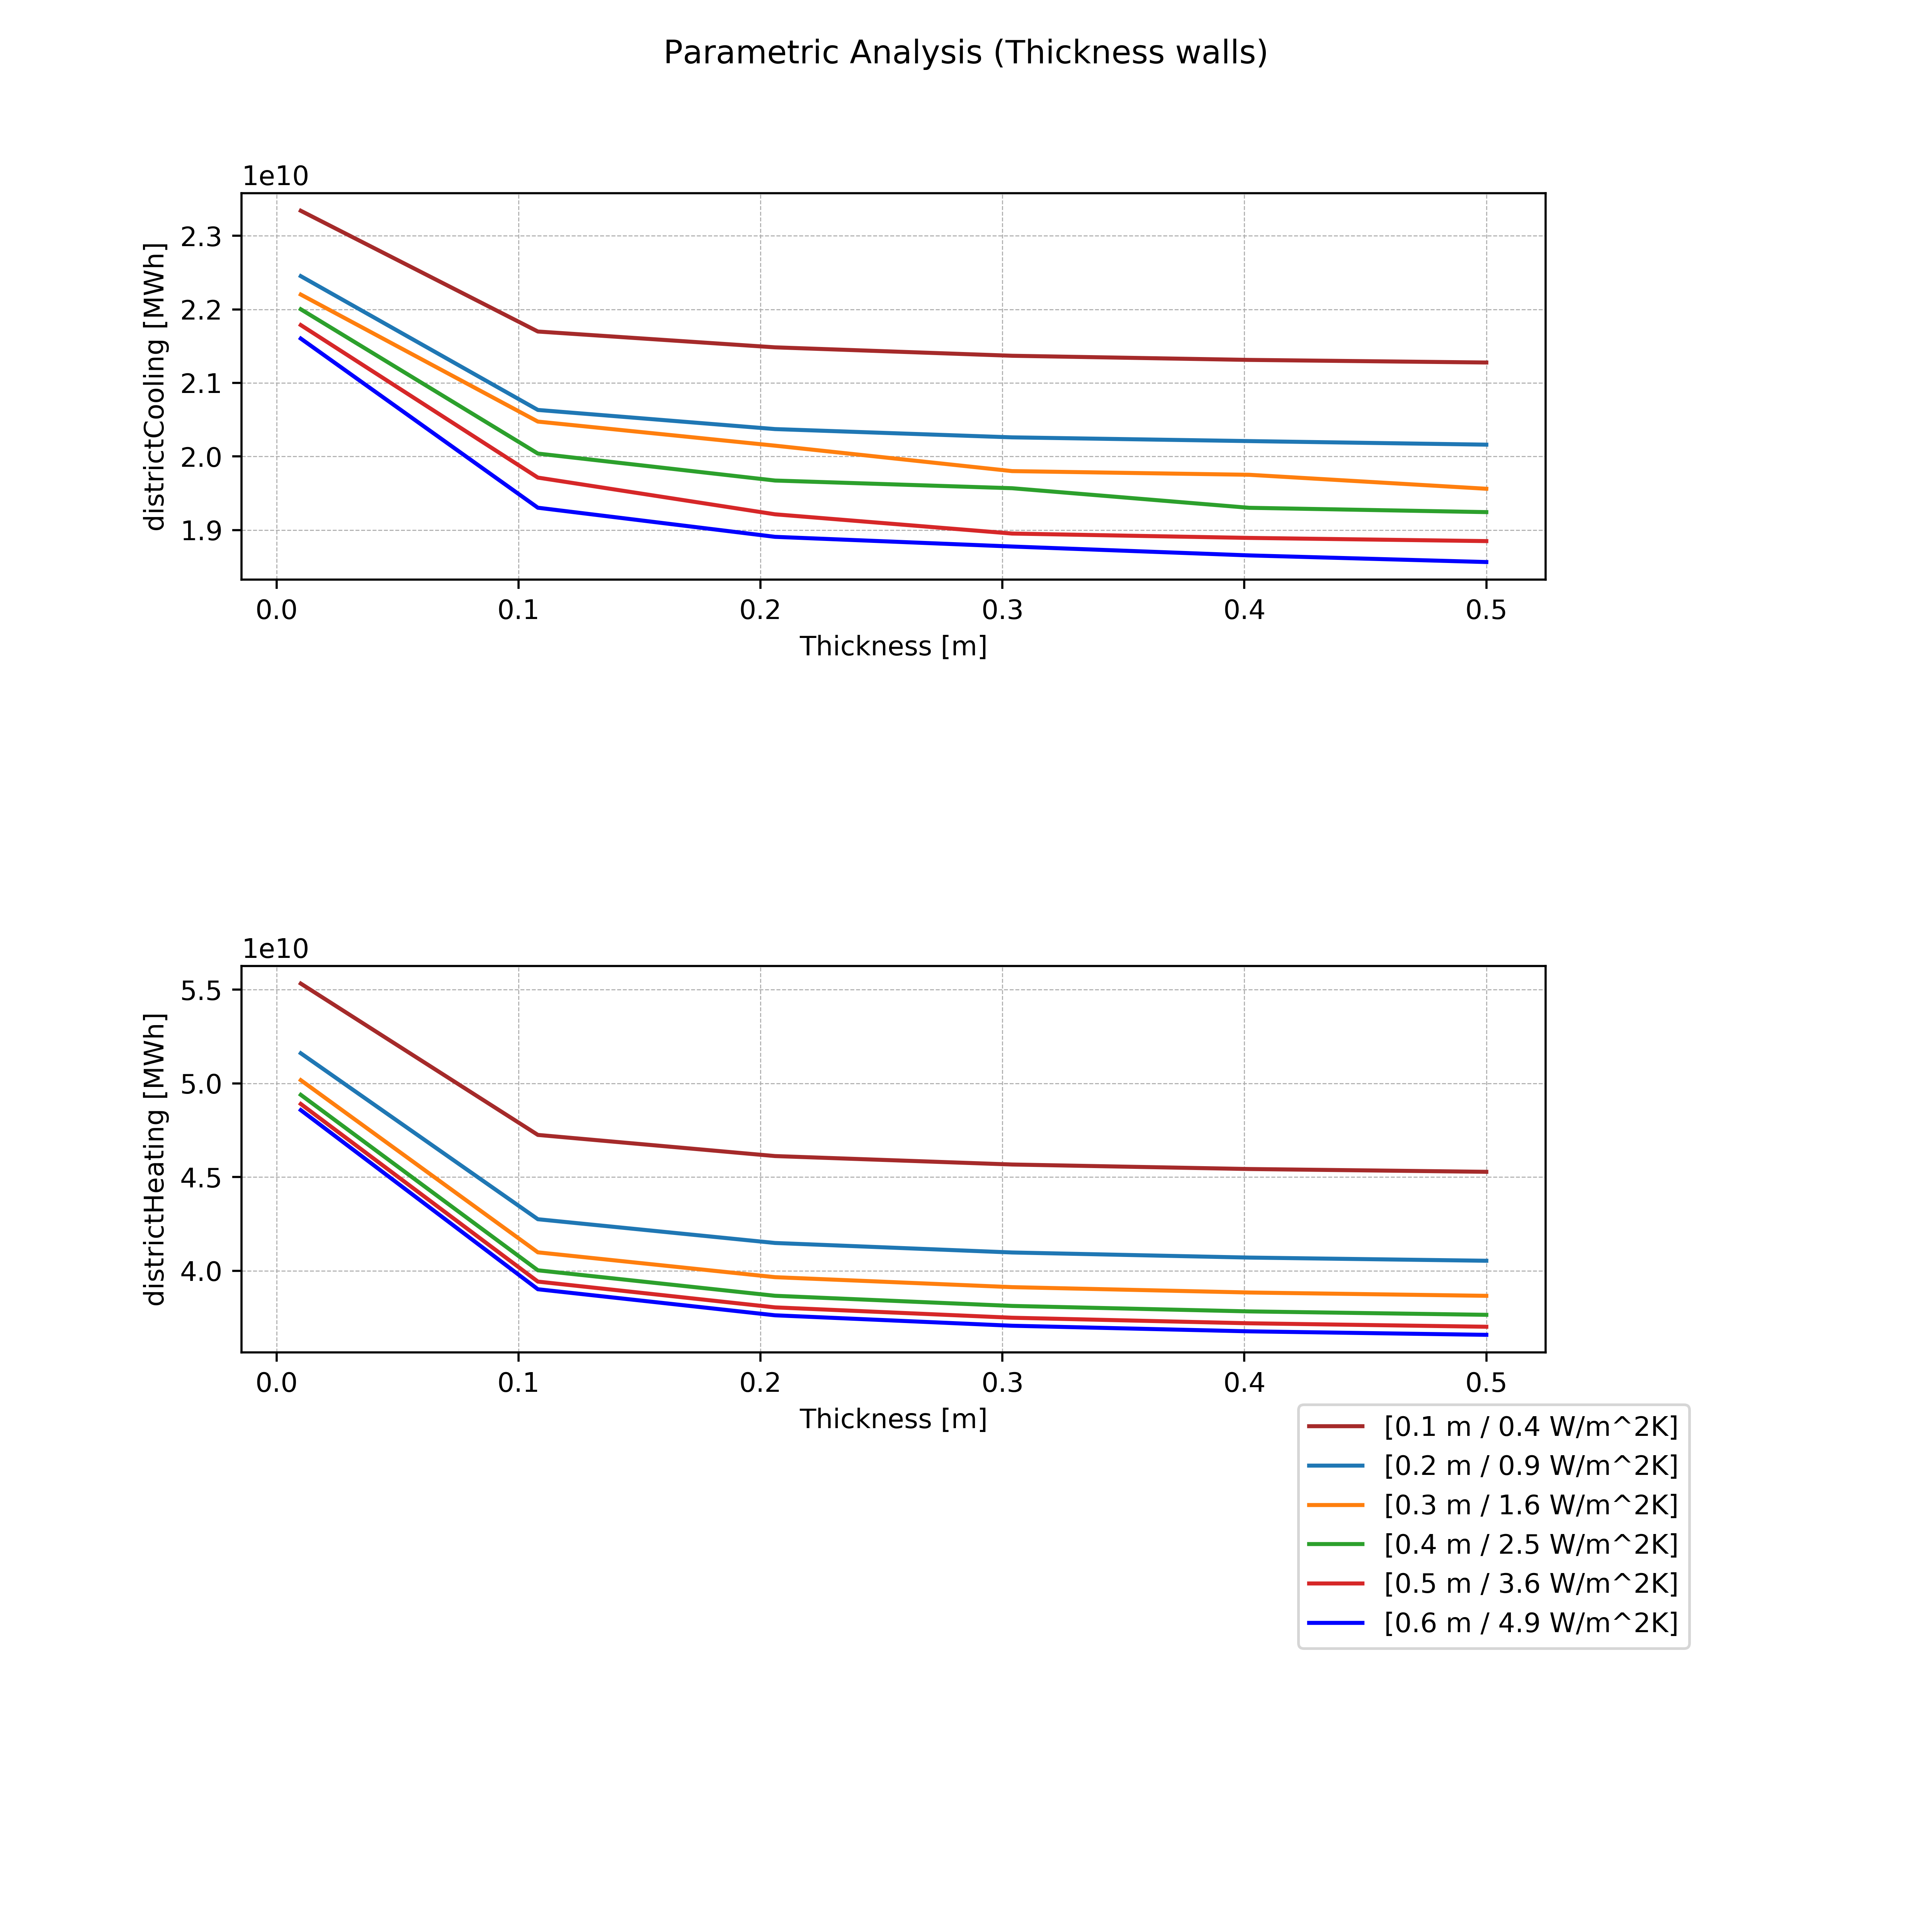 Parametric Analysis (Thickness walls)
1e10
districtCooling [MWh]
2.3
2.2
2.1
2.0
1.9
0.0 0.1 0.2 0.3 0.4 0.5
Thickness [m]
1e10
districtHeating [MWh]
5.5
5.0
4.5
4.0
0.0 0.1 0.2 0.3 0.4 0.5
Thickness [m]
[0.1 m / 0.4 W/m^2K]
[0.2 m / 0.9 W/m^2K]
[0.3 m / 1.6 W/m^2K]
[0.4 m / 2.5 W/m^2K]
[0.5 m / 3.6 W/m^2K]
[0.6 m / 4.9 W/m^2K]